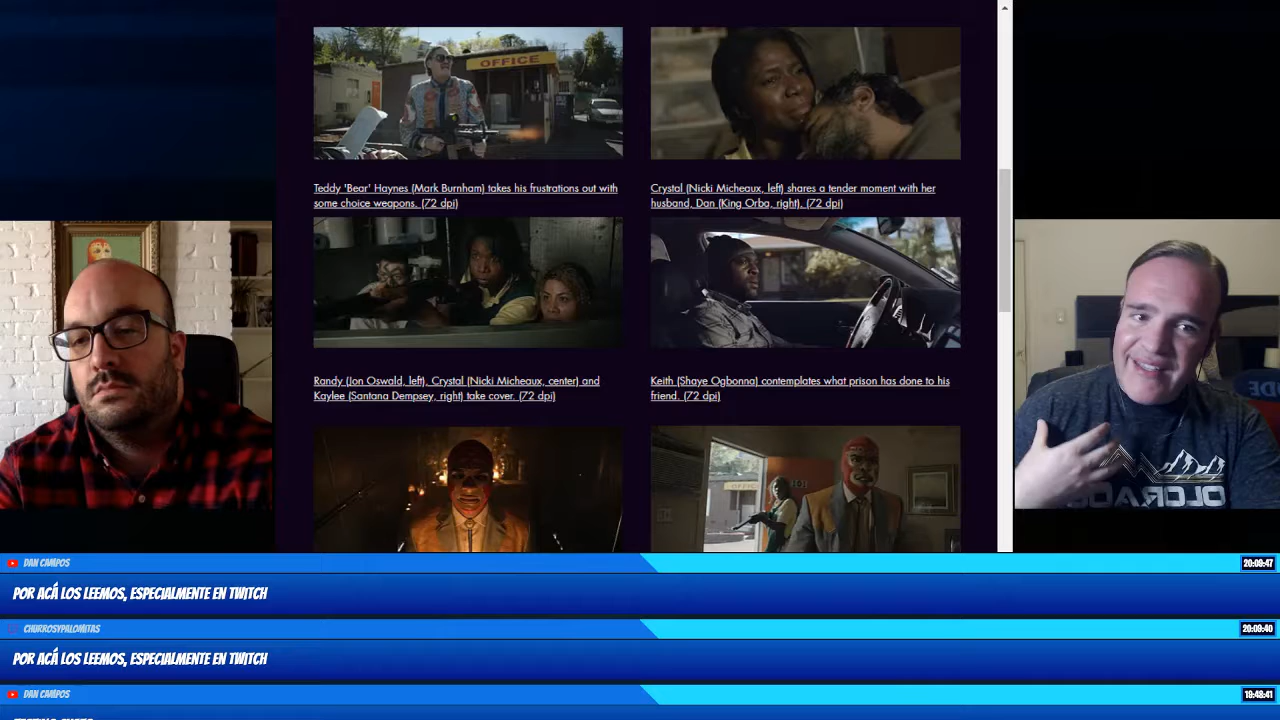 OFFICE
Teddy 'Bear' Haynes (Mark Burnham) takes his frustrations out with
some choice weapons. (72 dpi)
Crystal (Nicki Micheaux, left) shares a tender moment with her
husband, Dan (King Orba, right). (72 dpi)
Randy (Jon Oswald, left), Crystal (Nicki Micheaux, center) and
Kaylee (Santana Dempsey, right) take cover. (72 dpi)
Keith (Shaye Ogbonna) contemplates what prison has done to his
friend. (72 dpi)
OFFICE
COLORADO
DAN CAMPOS
20:09:47
POR ACÁ LOS LEEMOS, ESPECIALMENTE EN TWITCH
CHURROSYPALOMITAS
20:09:40
POR ACÁ LOS LEEMOS, ESPECIALMENTE EN TWITCH
DAN CAMPOS
19:48:41